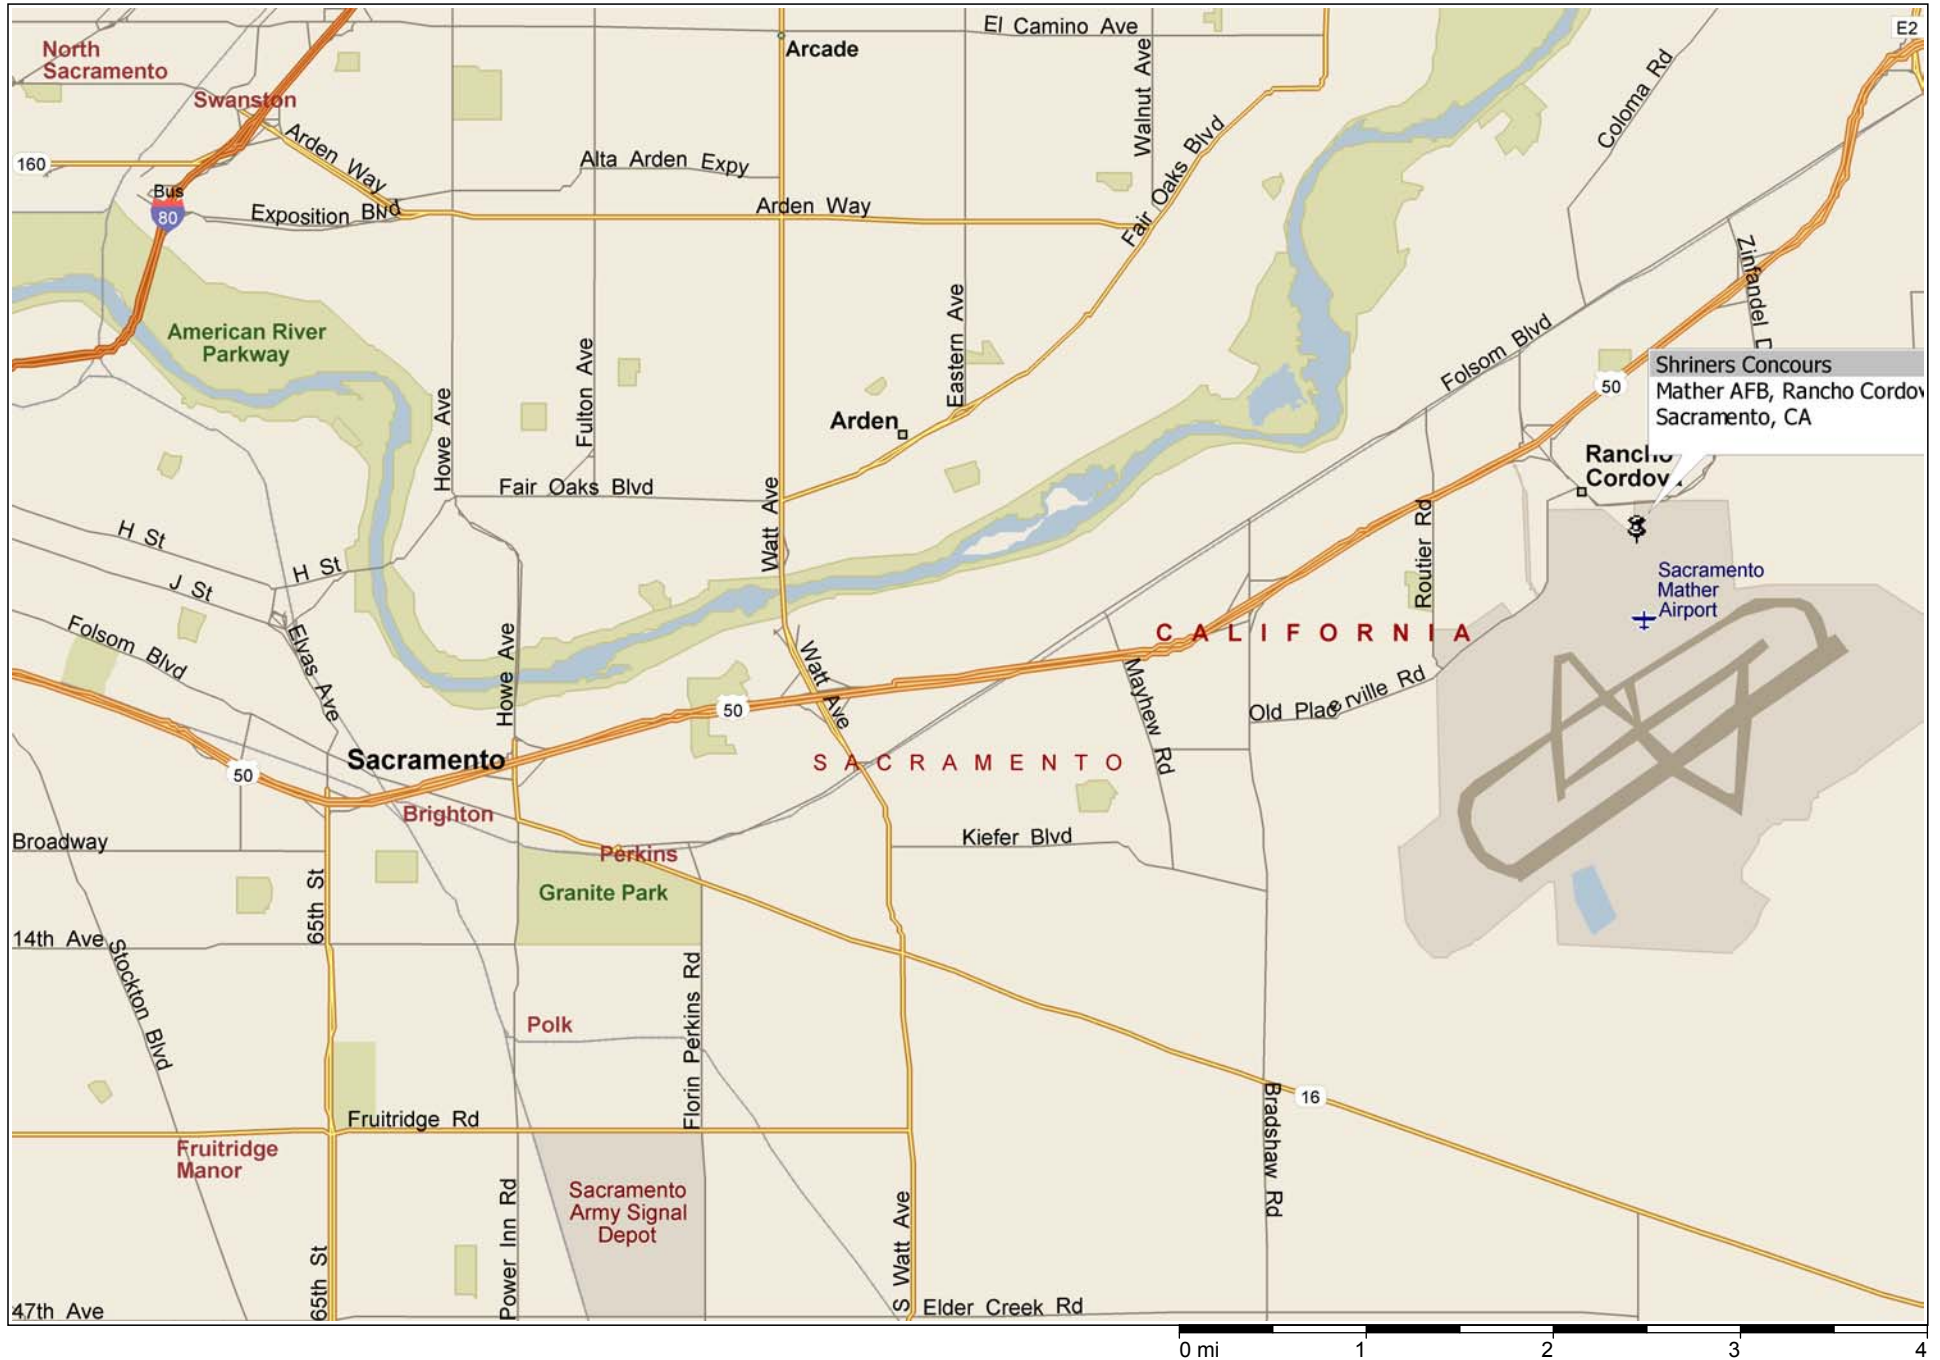 El Camino Ave
E2
North
Sacramento
Arcade
Swanston
Walnut Ave
Coloma Rd
Arden Way
160
Alta Arden Expy
Fair Oaks Blvd
Bus
80
Exposition Blvd
Arden Way
Zinfandel D
American River
Parkway
Eastern Ave
Fulton Ave
Folsom Blvd
Shriners Concours
50
Mather AFB, Rancho Cordov
Sacramento, CA
Howe Ave
Arden
Rancho
Cordova
Fair Oaks Blvd
Watt Ave
Routier Rd
H St
H St
J St
Sacramento
Mather
Airport
Folsom Blvd
Elvas Ave
Howe Ave
CALIFORNIA
Watt Ave
Mayhew Rd
Old Placerville Rd
50
Sacramento
50
SACRAMENTO
Brighton
Broadway
Kiefer Blvd
Perkins
65th St
Granite Park
14th Ave
Stockton Blvd
Florin Perkins Rd
Polk
Bradshaw Rd
16
Fruitridge Rd
Fruitridge
Manor
Sacramento
Army Signal
Depot
Power Inn Rd
S Watt Ave
65th St
47th Ave
Elder Creek Rd
0 mi 1 2 3 4